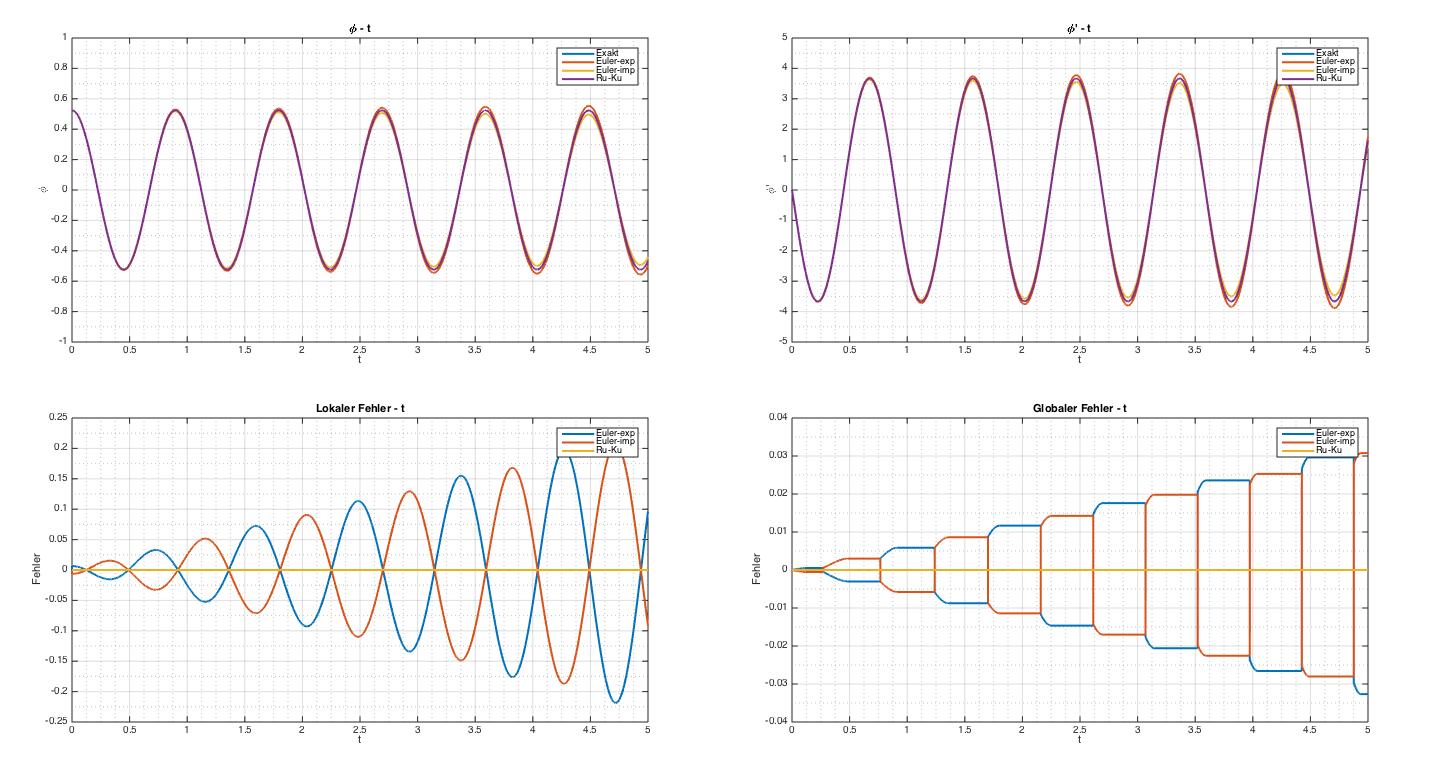 ϕ - t
1
0.8
0.6
0.4
0.2
0
-0.2
-0.4
-0.6
-0.8
-1
ϕ
0 0.5 1 1.5 2 2.5 3 3.5 4 4.5 5
t
Exakt
Euler-exp
Euler-imp
Ru-Ku
ϕ' - t
5
4
3
2
1
0
-1
-2
-3
-4
-5
ϕ'
0 0.5 1 1.5 2 2.5 3 3.5 4 4.5 5
t
Exakt
Euler-exp
Euler-imp
Ru-Ku
Lokaler Fehler - t
0.25
0.2
0.15
0.1
0.05
0
-0.05
-0.1
-0.15
-0.2
-0.25
Fehler
0 0.5 1 1.5 2 2.5 3 3.5 4 4.5 5
t
Euler-exp
Euler-imp
Ru-Ku
Globaler Fehler - t
0.04
0.03
0.02
0.01
0
-0.01
-0.02
-0.03
-0.04
Fehler
0 0.5 1 1.5 2 2.5 3 3.5 4 4.5 5
t
Euler-exp
Euler-imp
Ru-Ku